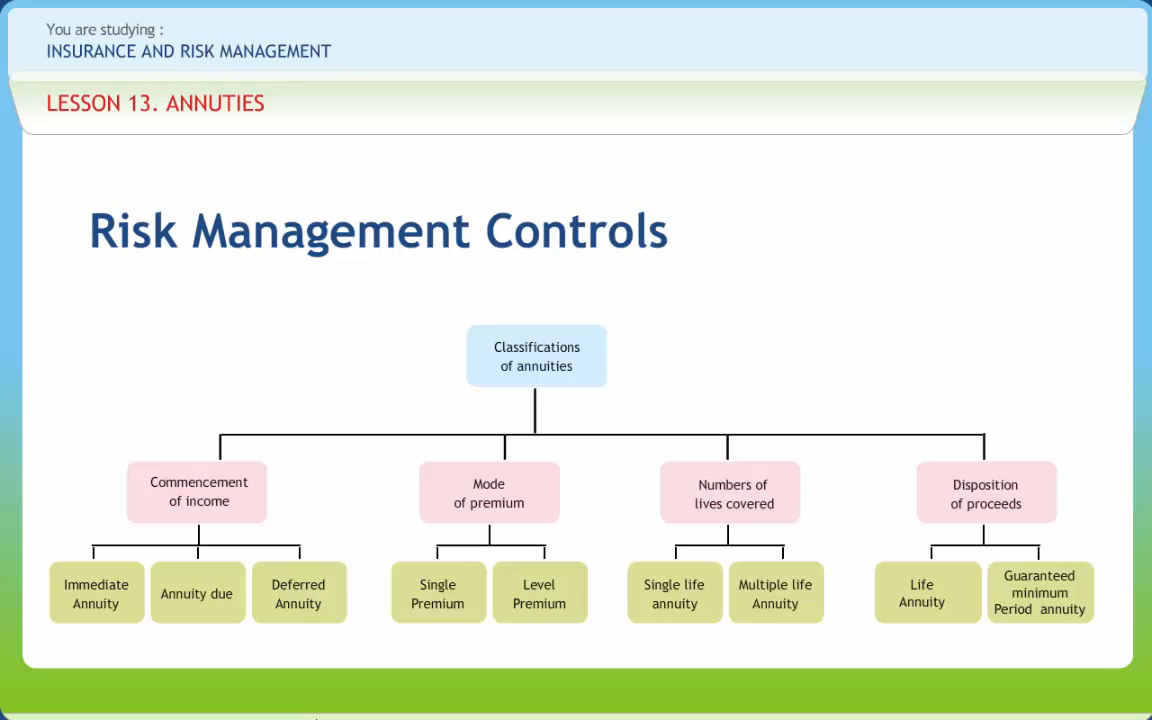 You are studying :
INSURANCE AND RISK MANAGEMENT
LESSON 13. ANNUTIES
Risk Management Controls
Classifications
of annuities
Commencement
of income
Mode
of premium
Numbers of
lives covered
Disposition
of proceeds
Immediate
Annuity
Annuity due
Deferred
Annuity
Single
Premium
Level
Premium
Single life
annuity
Multiple life
Annuity
Life
Annuity
Guaranteed
minimum
Period annuity